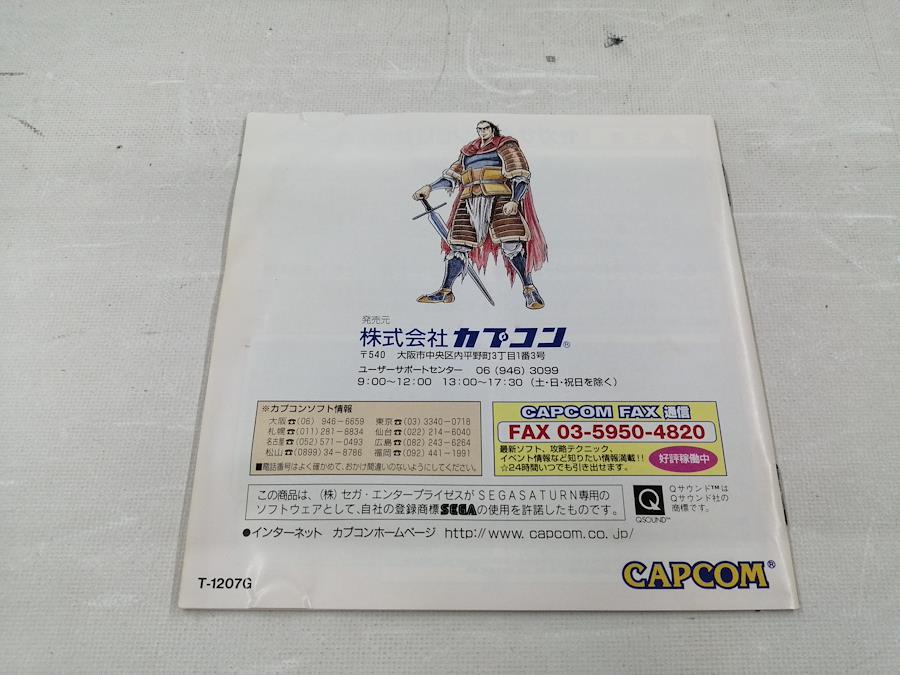 発売元
株式会社 カプコン®
〒540 大阪市中央区内平野町3丁目1番3号
ユーザーサポートセンター 06(946)3099
9:00〜12:00 13:00〜17:30(土・日・祝日を除く)
※カプコンソフト情報
大阪☎(06) 946-6659 東京☎(03)3340-0718
札幌☎(011)281-8834 仙台☎(022)214-6040
名古屋☎(052)571-0493 広島☎(082)243-6264
松山☎(0899)34-8786 福岡☎(092)441-1991
■電話番号はよく確かめて、おかけ間違いのないようにしてください。
CAPCOM FAX 通信
FAX 03-5950-4820
最新ソフト、攻略テクニック、
イベント情報など知りたい情報満載!!
☆24時間いつでも引き出せます。
好評稼働中
この商品は、(株)セガ・エンタープライゼスがSEGASATURN専用の
ソフトウェアとして、自社の登録商標SEGAの使用を許諾したものです。
Q
QSOUND™
Qサウンド™は
Qサウンド社の
商標です。
●インターネット カプコンホームページ http://www.capcom.co.jp/
T-1207G
CAPCOM®